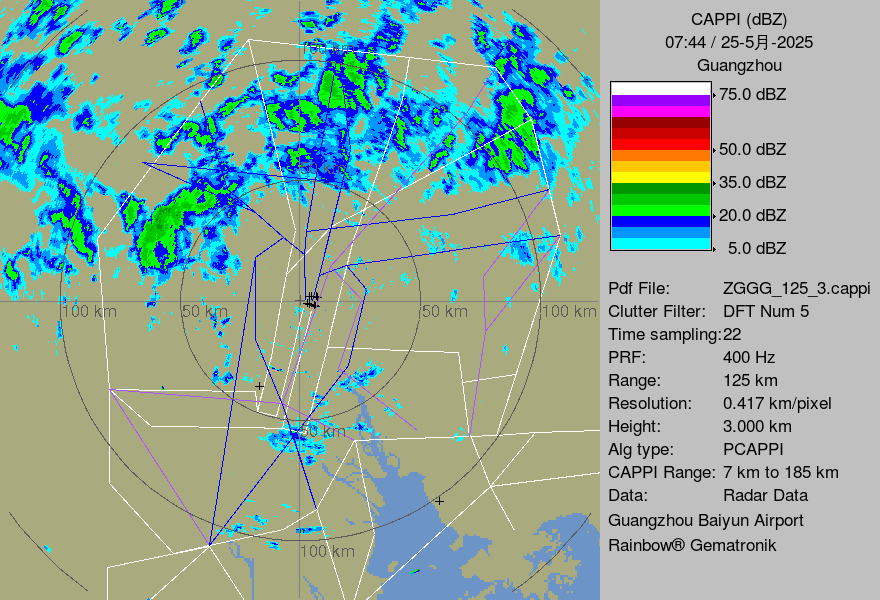 CAPPI (dBZ)
07:44 / 25-5月-2025
Guangzhou
75.0 dBZ
50.0 dBZ
35.0 dBZ
20.0 dBZ
5.0 dBZ
Pdf File: ZGGG_125_3.cappi
Clutter Filter: DFT Num 5
Time sampling:22
PRF: 400 Hz
Range: 125 km
Resolution: 0.417 km/pixel
Height: 3.000 km
Alg type: PCAPPI
CAPPI Range: 7 km to 185 km
Data: Radar Data
Guangzhou Baiyun Airport
Rainbow® Gematronik
100 km
50 km
50 km
100 km
50 km
100 km